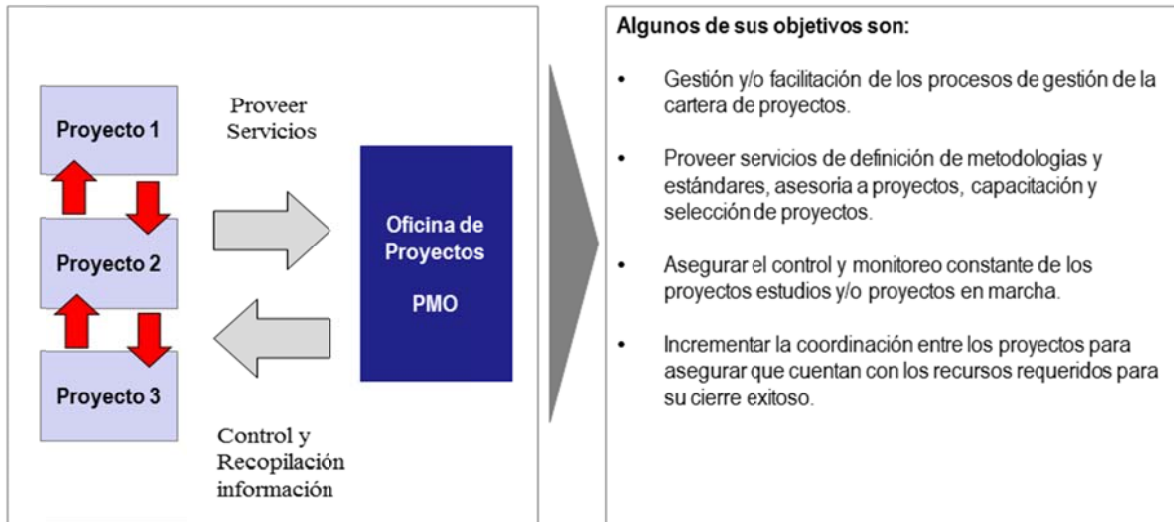 Proyecto 1
Proyecto 2
Proyecto 3
Proveer
Servicios
Control y
Recopilación
información
Oficina de
Proyectos
PMO
Algunos de sus objetivos son:
• Gestión y/o facilitación de los procesos de gestión de la
cartera de proyectos.
• Proveer servicios de definición de metodologías y
estándares, asesoría a proyectos, capacitación y
selección de proyectos.
• Asegurar el control y monitoreo constante de los
proyectos estudios y/o proyectos en marcha.
• Incrementar la coordinación entre los proyectos para
asegurar que cuentan con los recursos requeridos para
su cierre exitoso.